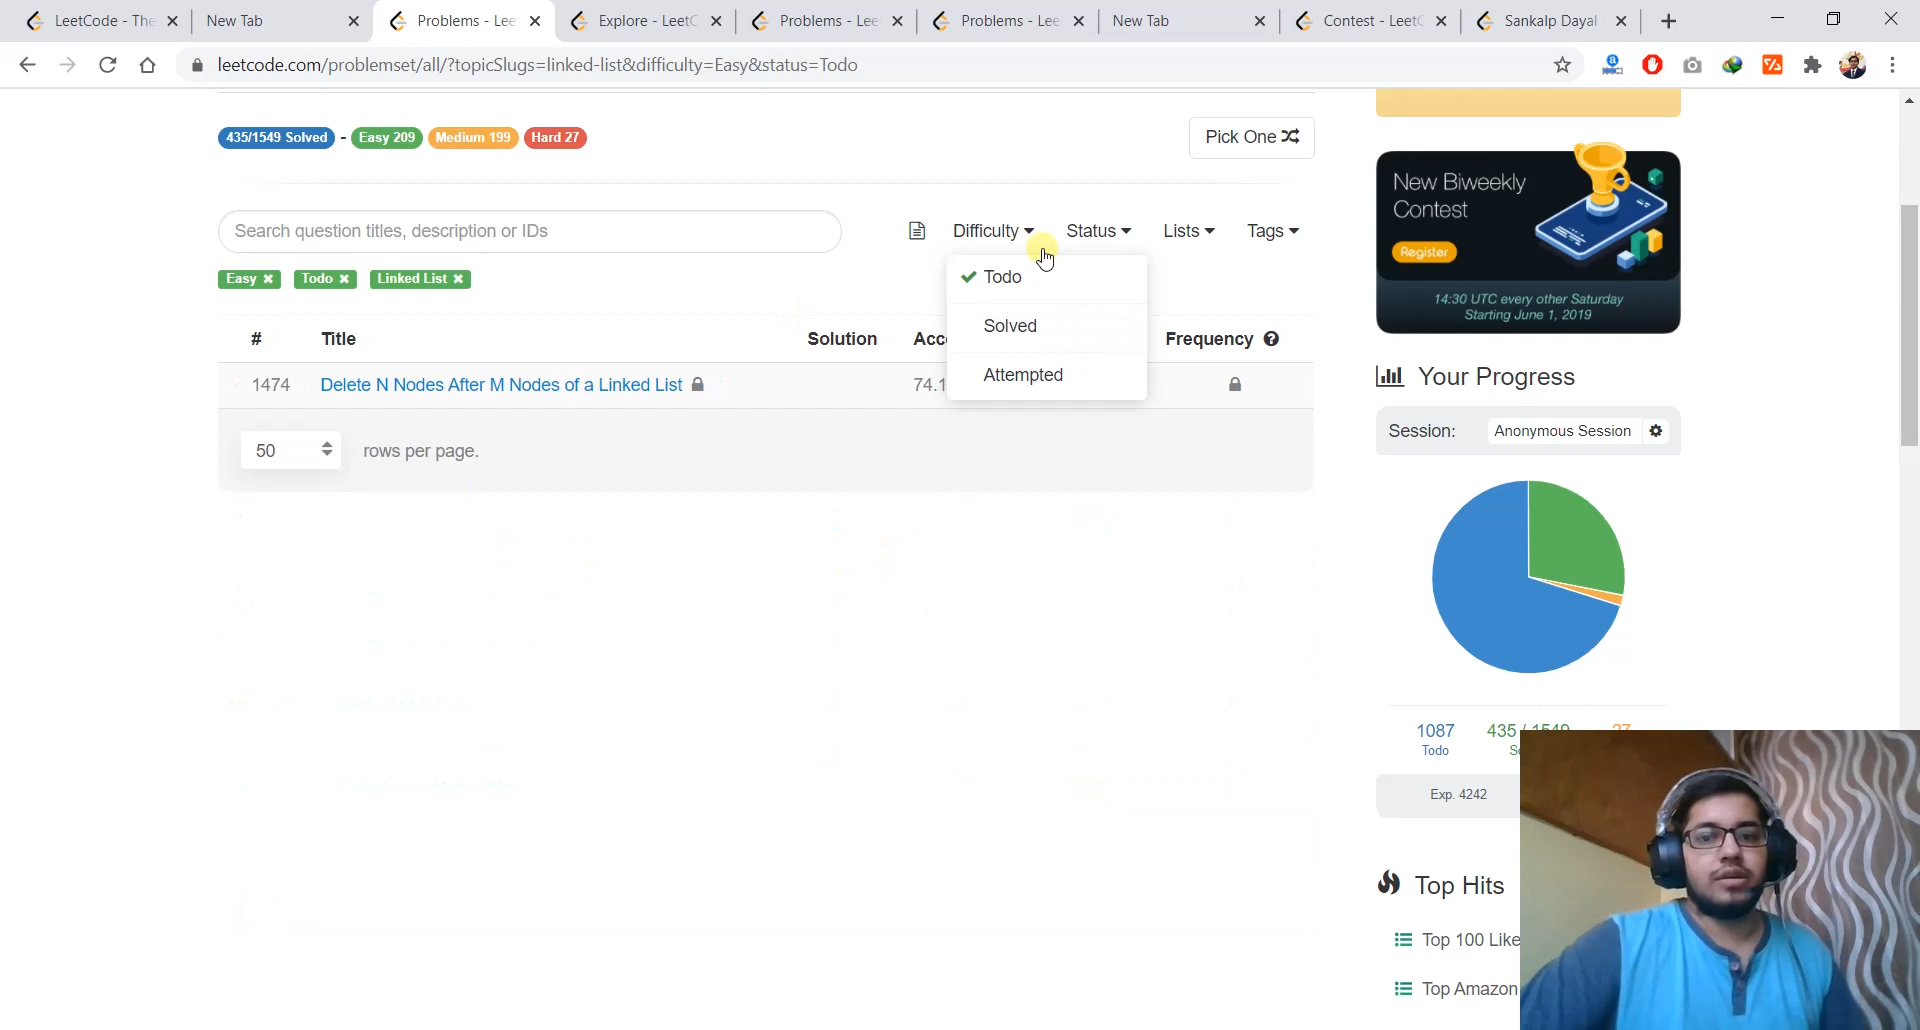 LeetCode - The
New Tab
Problems - Lee
Explore - LeetC
Problems - Lee
Problems - Lee
New Tab
Contest - LeetC
Sankalp Dayal
leetcode.com/problemset/all/?topicSlugs=linked-list&difficulty=Easy&status=Todo
435/1549 Solved - Easy 209 Medium 199 Hard 27
Pick One
Search question titles, description or IDs
Difficulty Status Lists Tags
Easy × Todo × Linked List ×
Todo
Solved
Attempted
# Title Solution Acc Frequency
1474 Delete N Nodes After M Nodes of a Linked List 74.1
50 rows per page.
New Biweekly
Contest
Register
14:30 UTC every other Saturday
Starting June 1, 2019
Your Progress
Session: Anonymous Session
1087 435 / 1549 27
Todo
Exp. 4242
Top Hits
Top 100 Like
Top Amazon